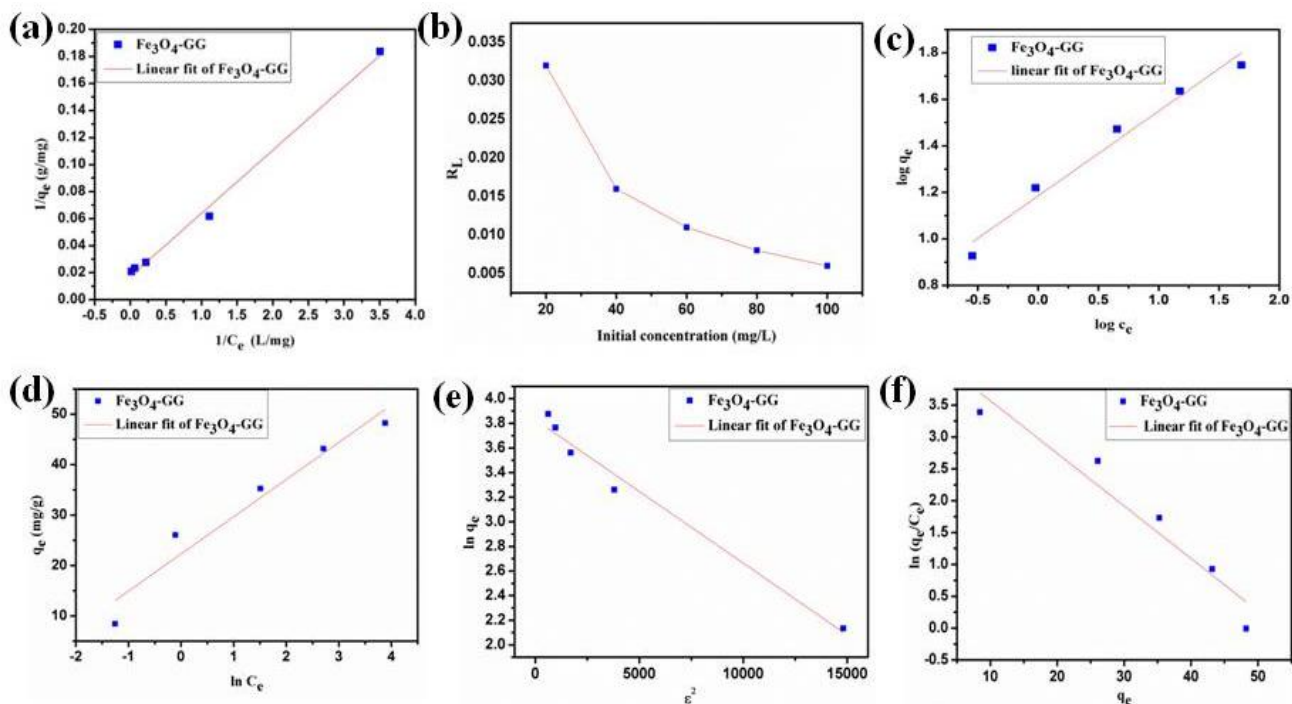 (a)
0.20
0.18
0.16
0.14
0.12
0.10
0.08
0.06
0.04
0.02
0.00
1/qe (g/mg)
Fe3O4-GG
Linear fit of Fe3O4-GG
-0.5 0.0 0.5 1.0 1.5 2.0 2.5 3.0 3.5 4.0
1/Ce (L/mg)
(b)
0.035
0.030
0.025
0.020
0.015
0.010
0.005
RL
20 40 60 80 100
Initial concentration (mg/L)
(c)
1.8
1.6
1.4
1.2
1.0
0.8
log qe
Fe3O4-GG
linear fit of Fe3O4-GG
-0.5 0.0 0.5 1.0 1.5 2.0
log ce
(d)
50
40
30
20
10
qe (mg/g)
Fe3O4-GG
Linear fit of Fe3O4-GG
-2 -1 0 1 2 3 4
ln Ce
(e)
4.0
3.8
3.6
3.4
3.2
3.0
2.8
2.6
2.4
2.2
2.0
ln qe
Fe3O4-GG
Linear fit of Fe3O4-GG
0 5000 10000 15000
ε2
(f)
3.5
3.0
2.5
2.0
1.5
1.0
0.5
0.0
-0.5
ln (qe/Ce)
Fe3O4-GG
Linear fit of Fe3O4-GG
10 20 30 40 50
qe